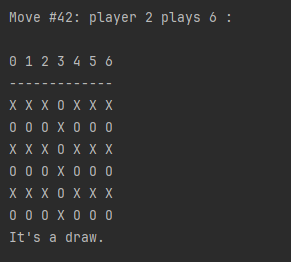 Move #42: player 2 plays 6 :
0 1 2 3 4 5 6
-------------
X X X O X X X
O O O X O O O
X X X O X X X
O O O X O O O
X X X O X X X
O O O X O O O
It's a draw.